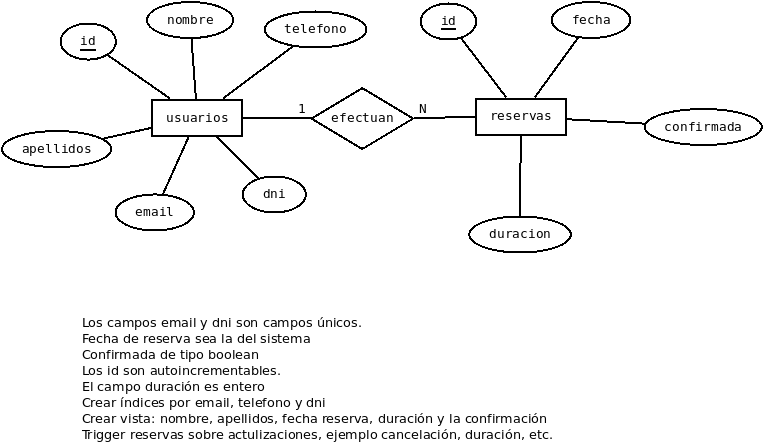 nombre
id
telefono
id
fecha
1
N
usuarios
efectuan
reservas
confirmada
apellidos
dni
email
duracion
Los campos email y dni son campos únicos.
Fecha de reserva sea la del sistema
Confirmada de tipo boolean
Los id son autoincrementables.
El campo duración es entero
Crear índices por email, telefono y dni
Crear vista: nombre, apellidos, fecha reserva, duración y la confirmación
Trigger reservas sobre actulizaciones, ejemplo cancelación, duración, etc.